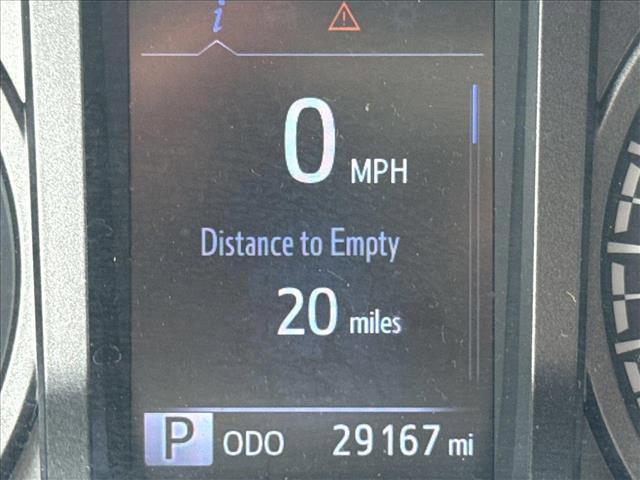 i
0 MPH
Distance to Empty
20 miles
P ODO 29167 mi